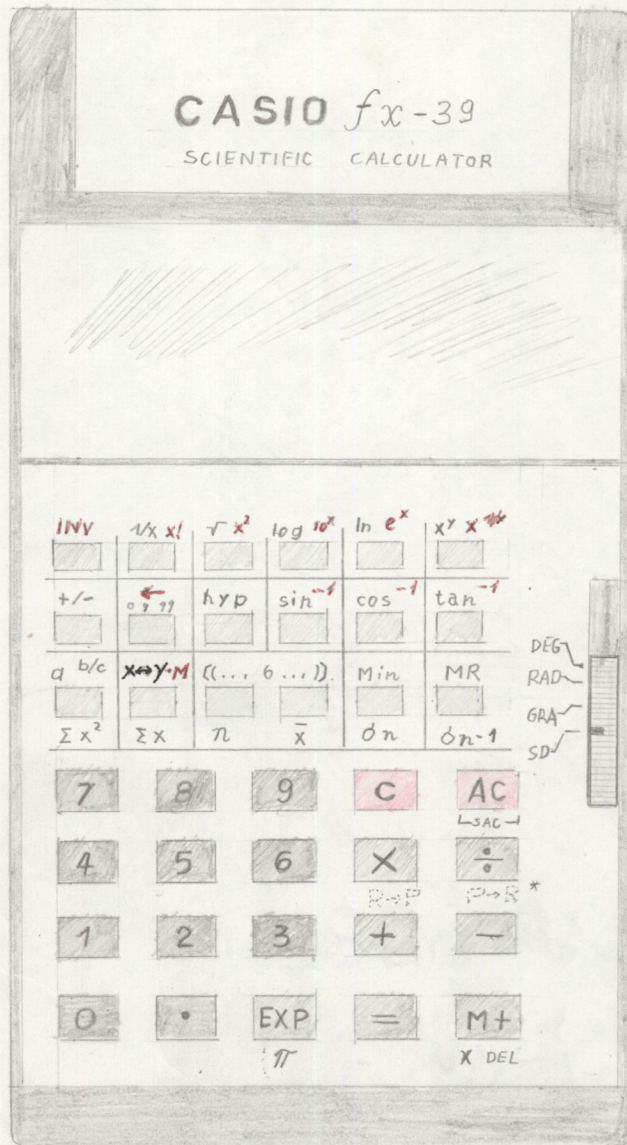 CASIO fx-39
SCIENTIFIC CALCULATOR
INV 1/X X! √ X² log 10ˣ ln eˣ Xʸ X¹/ʸ
+/- ← ° , ,, hyp sin⁻¹ cos⁻¹ tan⁻¹
DEG
RAD
a b/c X↔Y·M [(... 6 ...)] Min MR
GRA
Σx² Σx n x̄ σn σn-1
SD
7 8 9 C AC
SAC
4 5 6 X ÷
R→P P→R *
1 2 3 + -
0 · EXP = M+
π X DEL